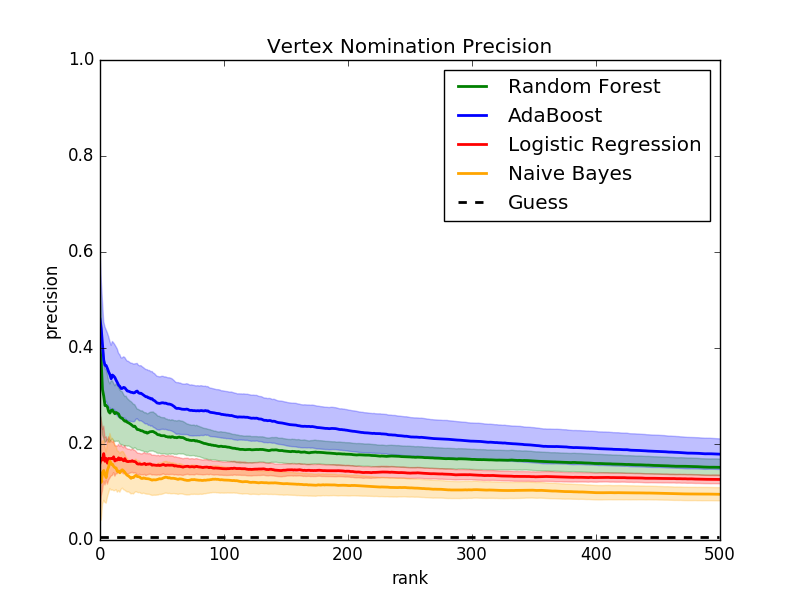 Vertex Nomination Precision
1.0
0.8
0.6
0.4
0.2
0.0
precision
Random Forest
AdaBoost
Logistic Regression
Naive Bayes
Guess
0 100 200 300 400 500
rank